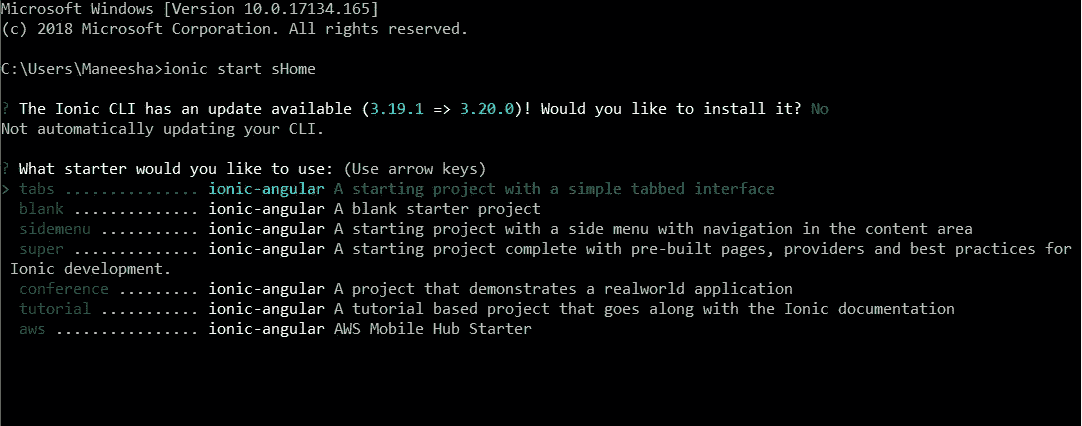 Microsoft Windows [Version 10.0.17134.165]
(c) 2018 Microsoft Corporation. All rights reserved.
C:\Users\Maneesha>ionic start sHome
? The Ionic CLI has an update available (3.19.1 => 3.20.0)! Would you like to install it? No
Not automatically updating your CLI.
? What starter would you like to use: (Use arrow keys)
> tabs ............... ionic-angular A starting project with a simple tabbed interface
blank .............. ionic-angular A blank starter project
sidemenu ........... ionic-angular A starting project with a side menu with navigation in the content area
super .............. ionic-angular A starting project complete with pre-built pages, providers and best practices for
Ionic development.
conference ......... ionic-angular A project that demonstrates a realworld application
tutorial ........... ionic-angular A tutorial based project that goes along with the Ionic documentation
aws ................ ionic-angular AWS Mobile Hub Starter